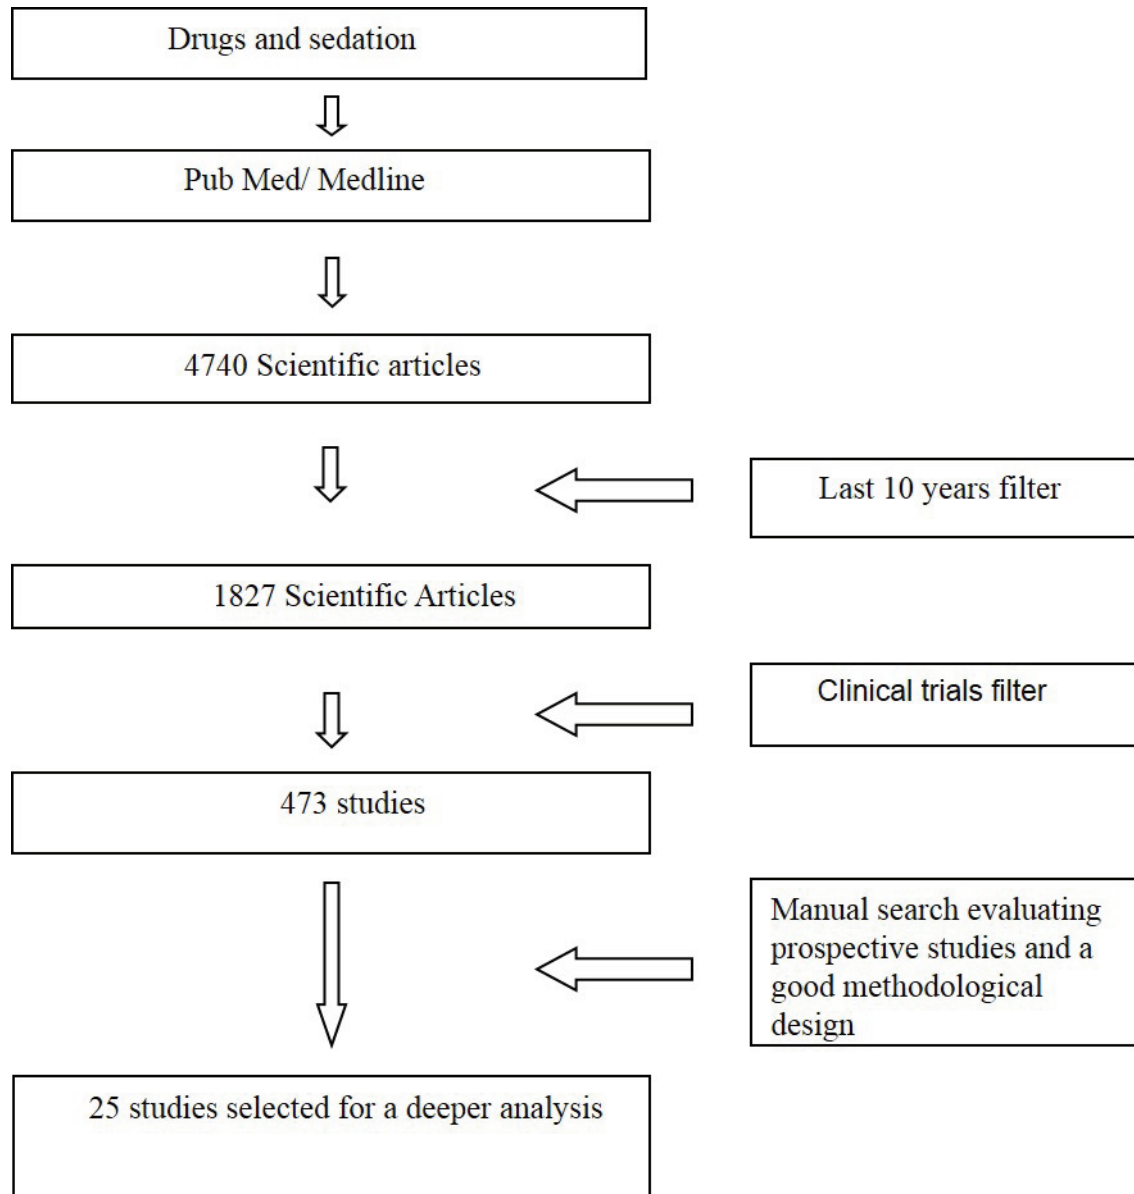 Drugs and sedation
Pub Med/ Medline
4740 Scientific articles
Last 10 years filter
1827 Scientific Articles
Clinical trials filter
473 studies
Manual search evaluating
prospective studies and a
good methodological
design
25 studies selected for a deeper analysis